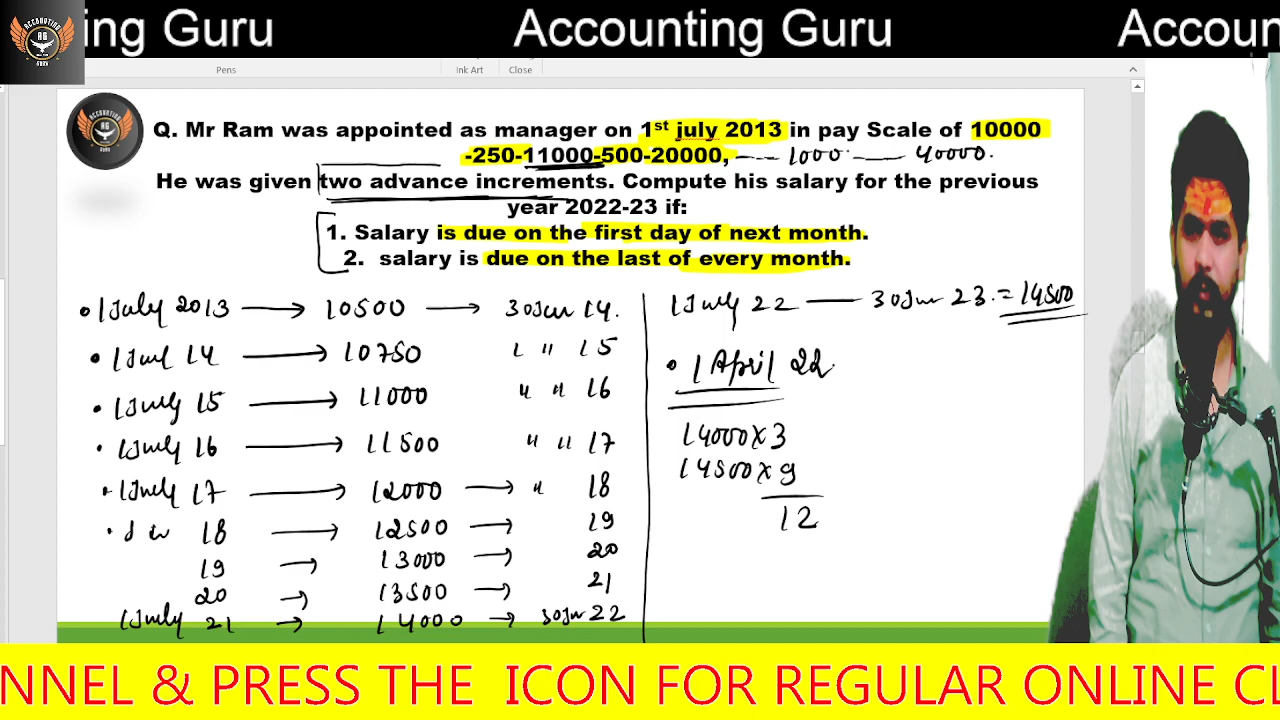 ing Guru
Accounting Guru
Accoun
ACCOUNTING
AG
GURU
Pens
Ink Art
Close
Q. Mr Ram was appointed as manager on 1st july 2013 in pay Scale of 10000
-250-11000-500-20000, --- 1000 — 40000.
He was given two advance increments. Compute his salary for the previous
year 2022-23 if:
1. Salary is due on the first day of next month.
2. salary is due on the last of every month.
• 1 July 2013 → 10500 → 30 Jun 14.
• 1 Jul 14 → 10750 " 15
• 1 July 15 → 11000 " " 16
• 1 July 16 → 11500 " " 17
• 1 July 17 → 12000 → " 18
• 18 → 12500 → 19
19 → 13000 → 20
20 → 13500 → 21
1 July 21 → 14000 → 30 Jun 22
1 July 22 — 30 Jun 23. = 14500
• 1 April 22.
14000 x 3
14500 x 9
12
NNEL & PRESS THE ICON FOR REGULAR ONLINE CL